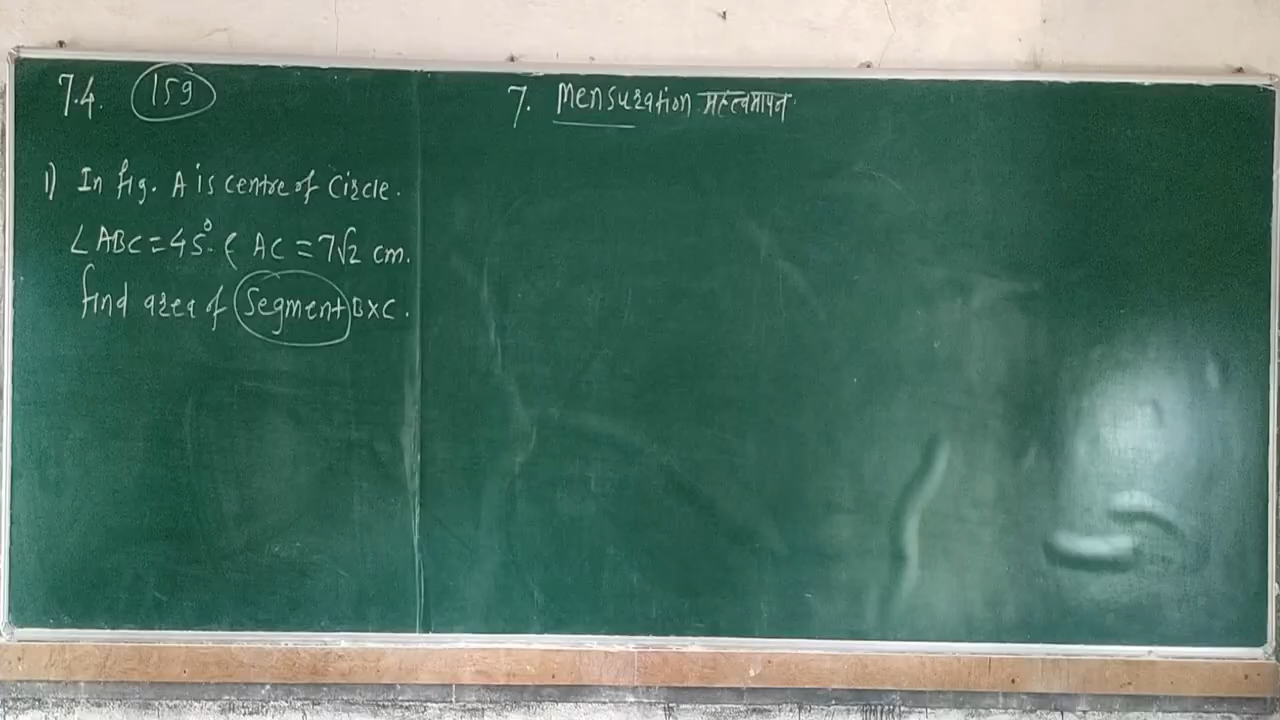 7.4. 159
7. Mensuration महत्वमापन
1) In fig. A is centre of Circle.
∠ABC = 45° & AC = 7√2 cm.
find area of Segment BXC.